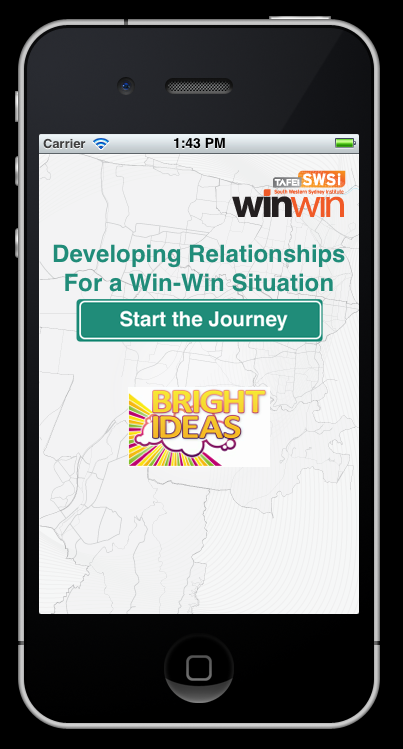 Carrier 1:43 PM
TAFE SWSi
South Western Sydney Institute
winwin
Developing Relationships
For a Win-Win Situation
Start the Journey
BRIGHT
IDEAS